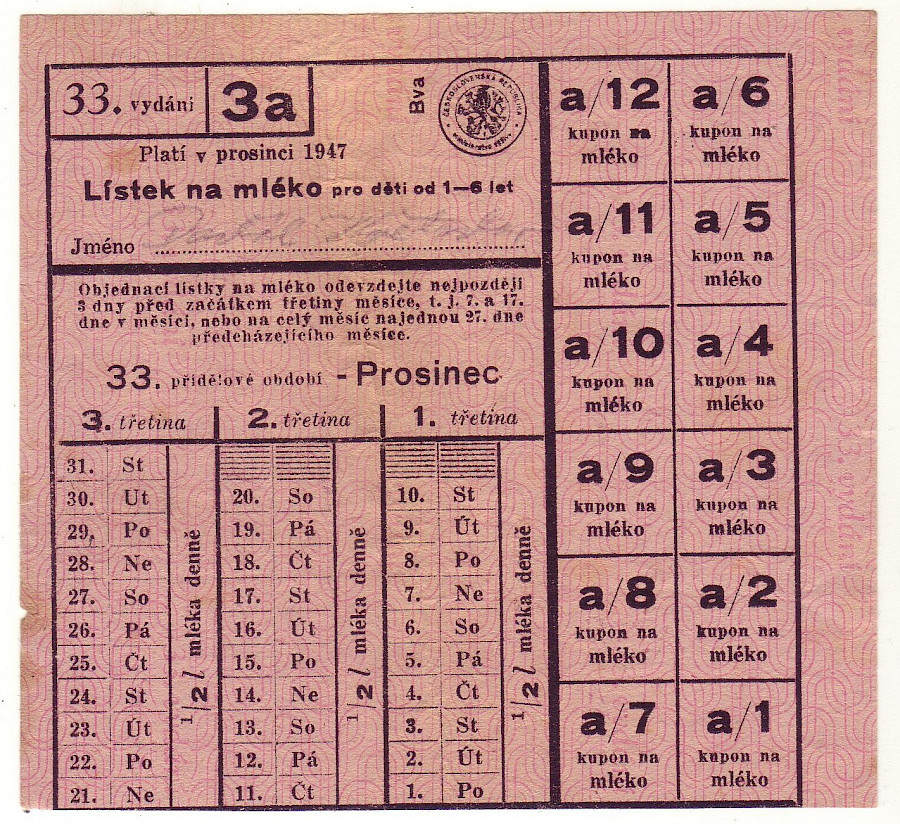 33. vydání 3a Bva
ČESKOSLOVENSKÁ REPUBLIKA
Platí v prosinci 1947
Lístek na mléko pro děti od 1—6 let
Jméno
Objednací lístky na mléko odevzdejte nejpozději
3 dny před začátkem třetiny měsíce, t. j. 7. a 17.
dne v měsíci, nebo na celý měsíc najednou 27. dne
předcházejícího měsíce.
33. přídělové období - Prosinec
3. třetina 2. třetina 1. třetina
31. St
30. Út 20. So 10. St
29. Po 19. Pá 9. Út
28. Ne 18. Čt 8. Po
27. So 17. St 7. Ne
26. Pá 16. Út 6. So
25. Čt 15. Po 5. Pá
24. St 14. Ne 4. Čt
23. Út 13. So 3. St
22. Po 12. Pá 2. Út
21. Ne 11. Čt 1. Po
1/2 l mléka denně
1/2 l mléka denně
1/2 l mléka denně
a/12 a/6
kupon na kupon na
mléko mléko
a/11 a/5
kupon na kupon na
mléko mléko
a/10 a/4
kupon na kupon na
mléko mléko
a/9 a/3
kupon na kupon na
mléko mléko
a/8 a/2
kupon na kupon na
mléko mléko
a/7 a/1
kupon na kupon na
mléko mléko